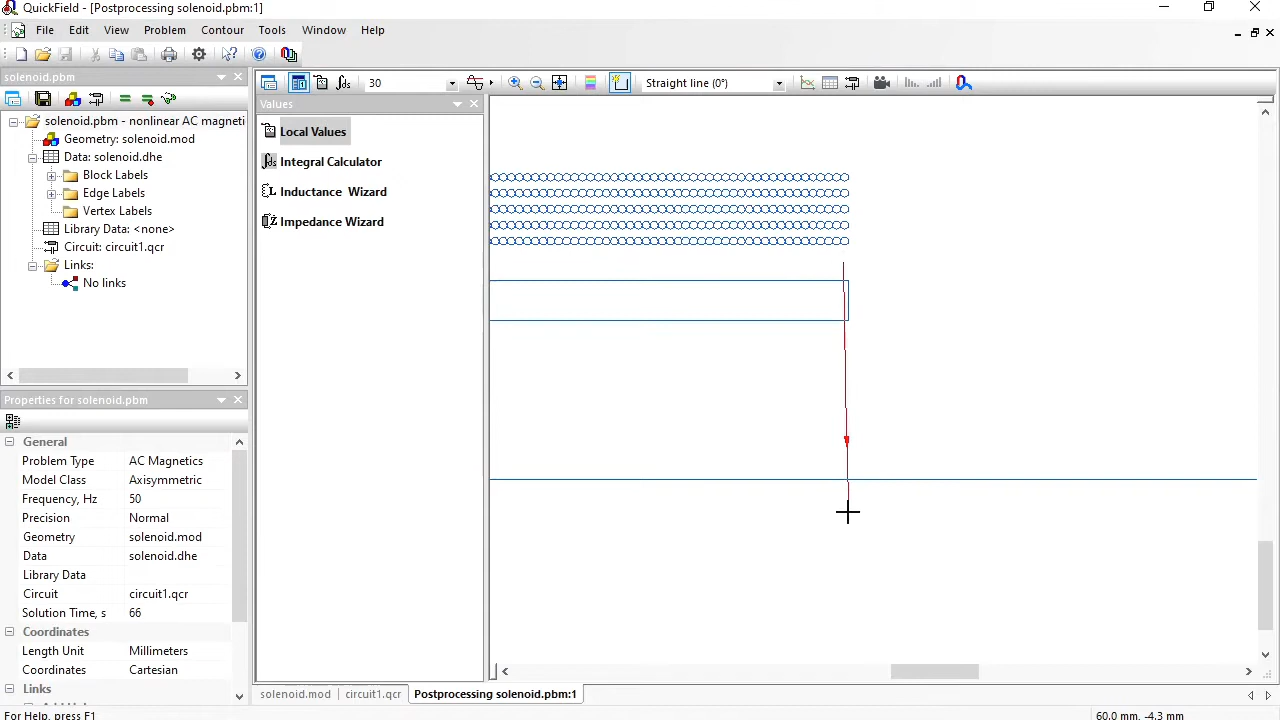 QuickField - [Postprocessing solenoid.pbm:1]
File Edit View Problem Contour Tools Window Help
solenoid.pbm
30
Straight line (0°)
solenoid.pbm - nonlinear AC magneti
Geometry: solenoid.mod
Data: solenoid.dhe
Block Labels
Edge Labels
Vertex Labels
Library Data: <none>
Circuit: circuit1.qcr
Links:
No links
Values
Local Values
Integral Calculator
Inductance Wizard
Impedance Wizard
Properties for solenoid.pbm
General
Problem Type AC Magnetics
Model Class Axisymmetric
Frequency, Hz 50
Precision Normal
Geometry solenoid.mod
Data solenoid.dhe
Library Data
Circuit circuit1.qcr
Solution Time, s 66
Coordinates
Length Unit Millimeters
Coordinates Cartesian
Links
solenoid.mod circuit1.qcr Postprocessing solenoid.pbm:1
For Help, press F1
60.0 mm, -4.3 mm